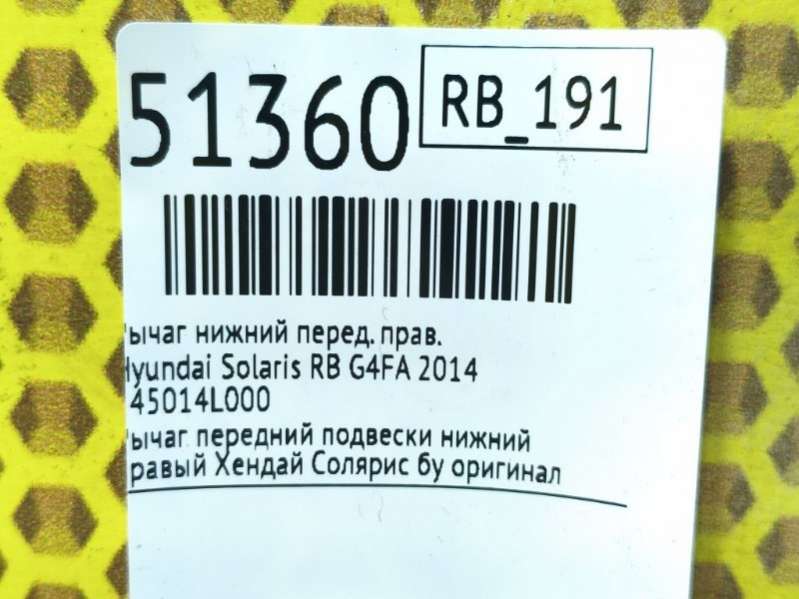 51360
RB_191
ычаг нижний перед. прав.
Hyundai Solaris RB G4FA 2014
45014L000
ычаг передний подвески нижний
равый Хендай Солярис бу оригинал